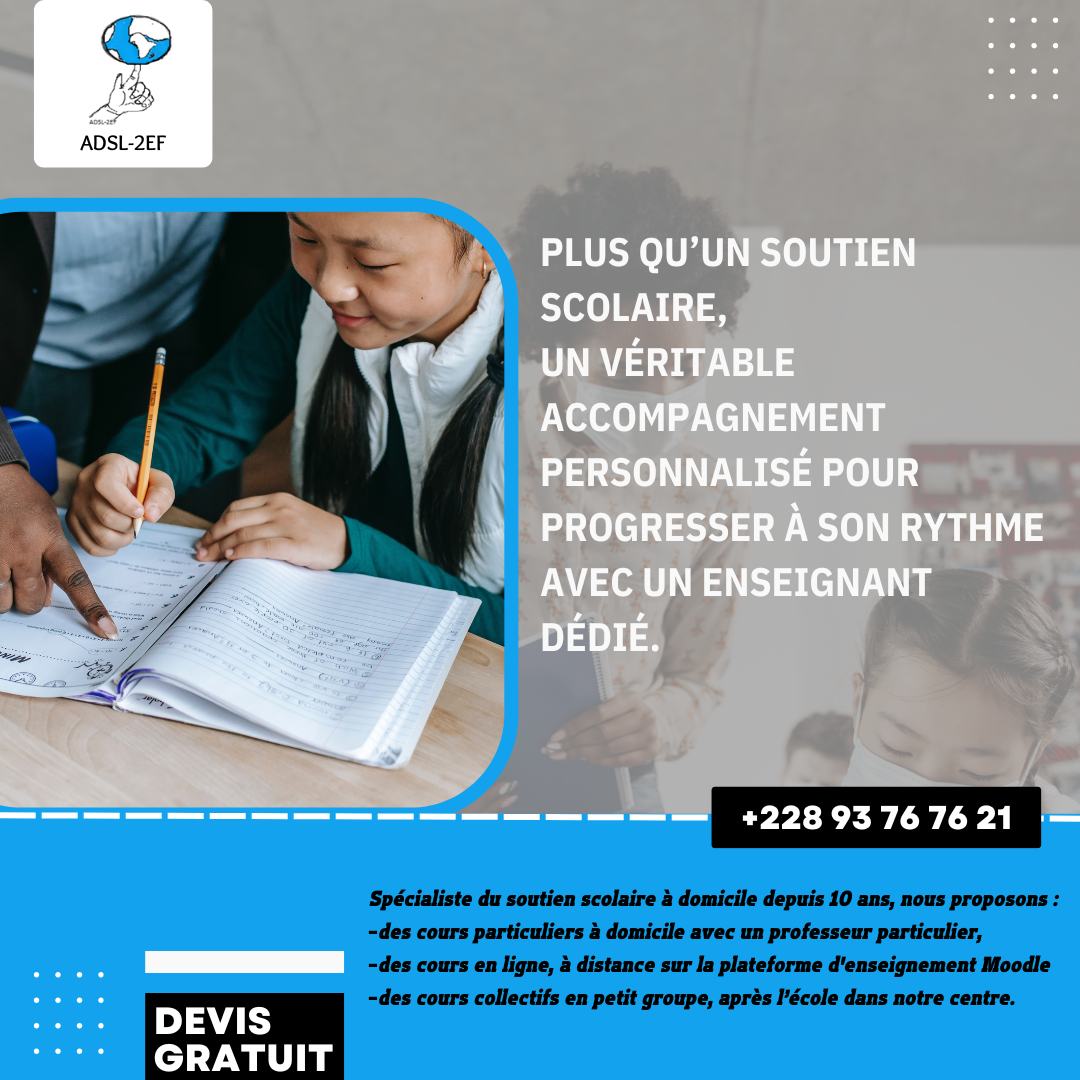 ADSL-2EF
ADSL-2EF
PLUS QU’UN SOUTIEN
SCOLAIRE,
UN VÉRITABLE
ACCOMPAGNEMENT
PERSONNALISÉ POUR
PROGRESSER À SON RYTHME
AVEC UN ENSEIGNANT
DÉDIÉ.
+228 93 76 76 21
Spécialiste du soutien scolaire à domicile depuis 10 ans, nous proposons :
-des cours particuliers à domicile avec un professeur particulier,
-des cours en ligne, à distance sur la plateforme d'enseignement Moodle
-des cours collectifs en petit groupe, après l’école dans notre centre.
DEVIS
GRATUIT